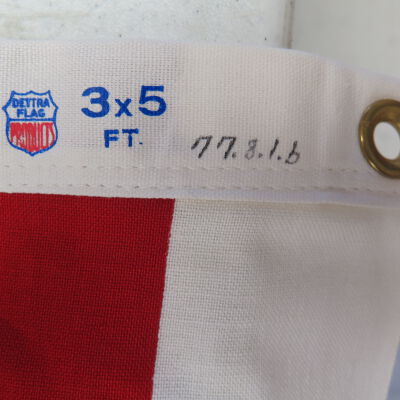 DETTRA
FLAG
PRODUCTS
3x5
FT.
77.8.1.b